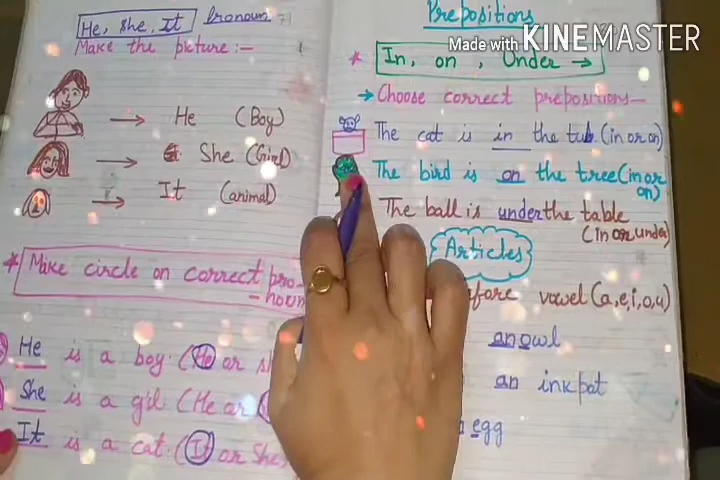 He, She, It pronoun
Make the picture :-
He (Boy)
She (Girl)
It (animal)
* Make circle on correct pro-
- noun
He is a boy. (He or s
She is a girl (He or
It is a cat. (It or She)
Prepositions
Made with KINEMASTER
* In, on, Under →
→ Choose correct prepositions-
The cat is in the tub (in or on)
The bird is on the tree (in or
on)
The ball is under the table
(in or under)
Articles
vowel (a,e,i,o,u)
an owl
an ink pot
egg